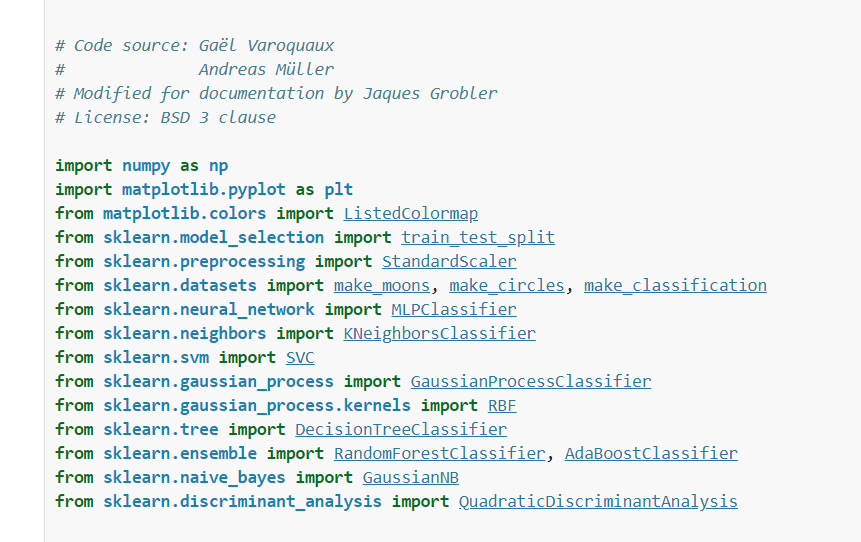 # Code source: Gaël Varoquaux
#              Andreas Müller
# Modified for documentation by Jaques Grobler
# License: BSD 3 clause
import numpy as np
import matplotlib.pyplot as plt
from matplotlib.colors import ListedColormap
from sklearn.model_selection import train_test_split
from sklearn.preprocessing import StandardScaler
from sklearn.datasets import make_moons, make_circles, make_classification
from sklearn.neural_network import MLPClassifier
from sklearn.neighbors import KNeighborsClassifier
from sklearn.svm import SVC
from sklearn.gaussian_process import GaussianProcessClassifier
from sklearn.gaussian_process.kernels import RBF
from sklearn.tree import DecisionTreeClassifier
from sklearn.ensemble import RandomForestClassifier, AdaBoostClassifier
from sklearn.naive_bayes import GaussianNB
from sklearn.discriminant_analysis import QuadraticDiscriminantAnalysis